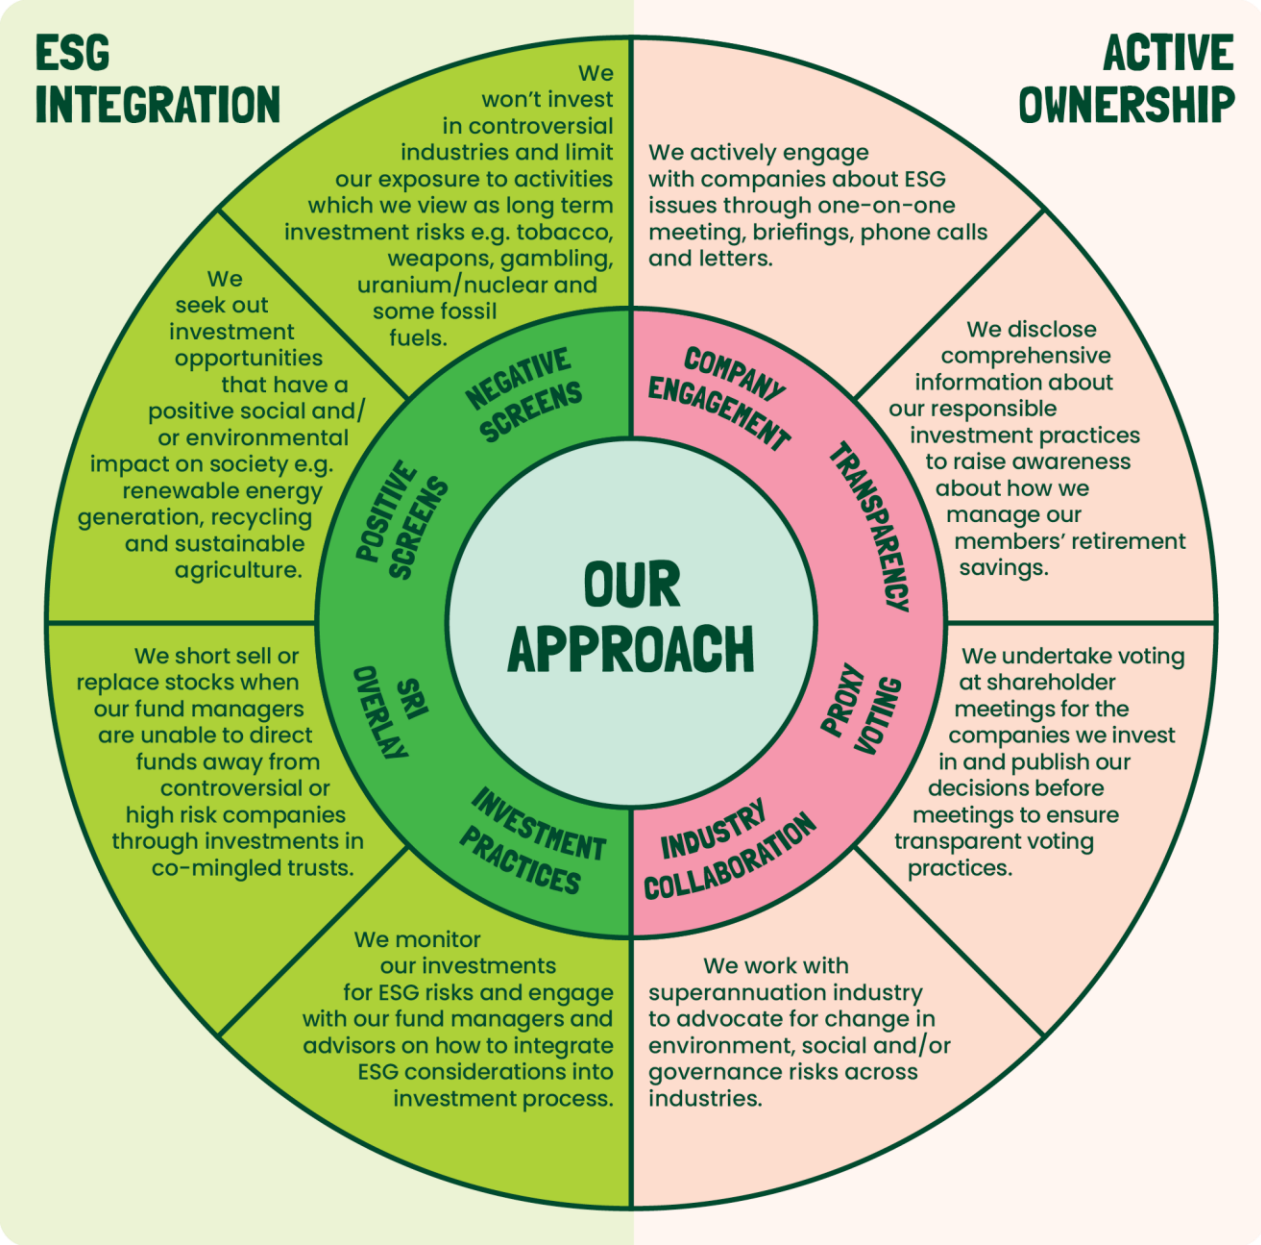 ESG
INTEGRATION
ACTIVE
OWNERSHIP
We
won’t invest
in controversial
industries and limit
our exposure to activities
which we view as long term
investment risks e.g. tobacco,
weapons, gambling,
uranium/nuclear and
some fossil
fuels.
NEGATIVE
SCREENS
We
seek out
investment
opportunities
that have a
positive social and/
or environmental
impact on society e.g.
renewable energy
generation, recycling
and sustainable
agriculture.
POSITIVE
SCREENS
We short sell or
replace stocks when
our fund managers
are unable to direct
funds away from
controversial or
high risk companies
through investments in
co-mingled trusts.
SRI
OVERLAY
We monitor
our investments
for ESG risks and engage
with our fund managers and
advisors on how to integrate
ESG considerations into
investment process.
INVESTMENT
PRACTICES
OUR
APPROACH
We actively engage
with companies about ESG
issues through one-on-one
meeting, briefings, phone calls
and letters.
COMPANY
ENGAGEMENT
We disclose
comprehensive
information about
our responsible
investment practices
to raise awareness
about how we
manage our
members’ retirement
savings.
TRANSPARENCY
We undertake voting
at shareholder
meetings for the
companies we invest
in and publish our
decisions before
meetings to ensure
transparent voting
practices.
PROXY
VOTING
We work with
superannuation industry
to advocate for change in
environment, social and/or
governance risks across
industries.
INDUSTRY
COLLABORATION